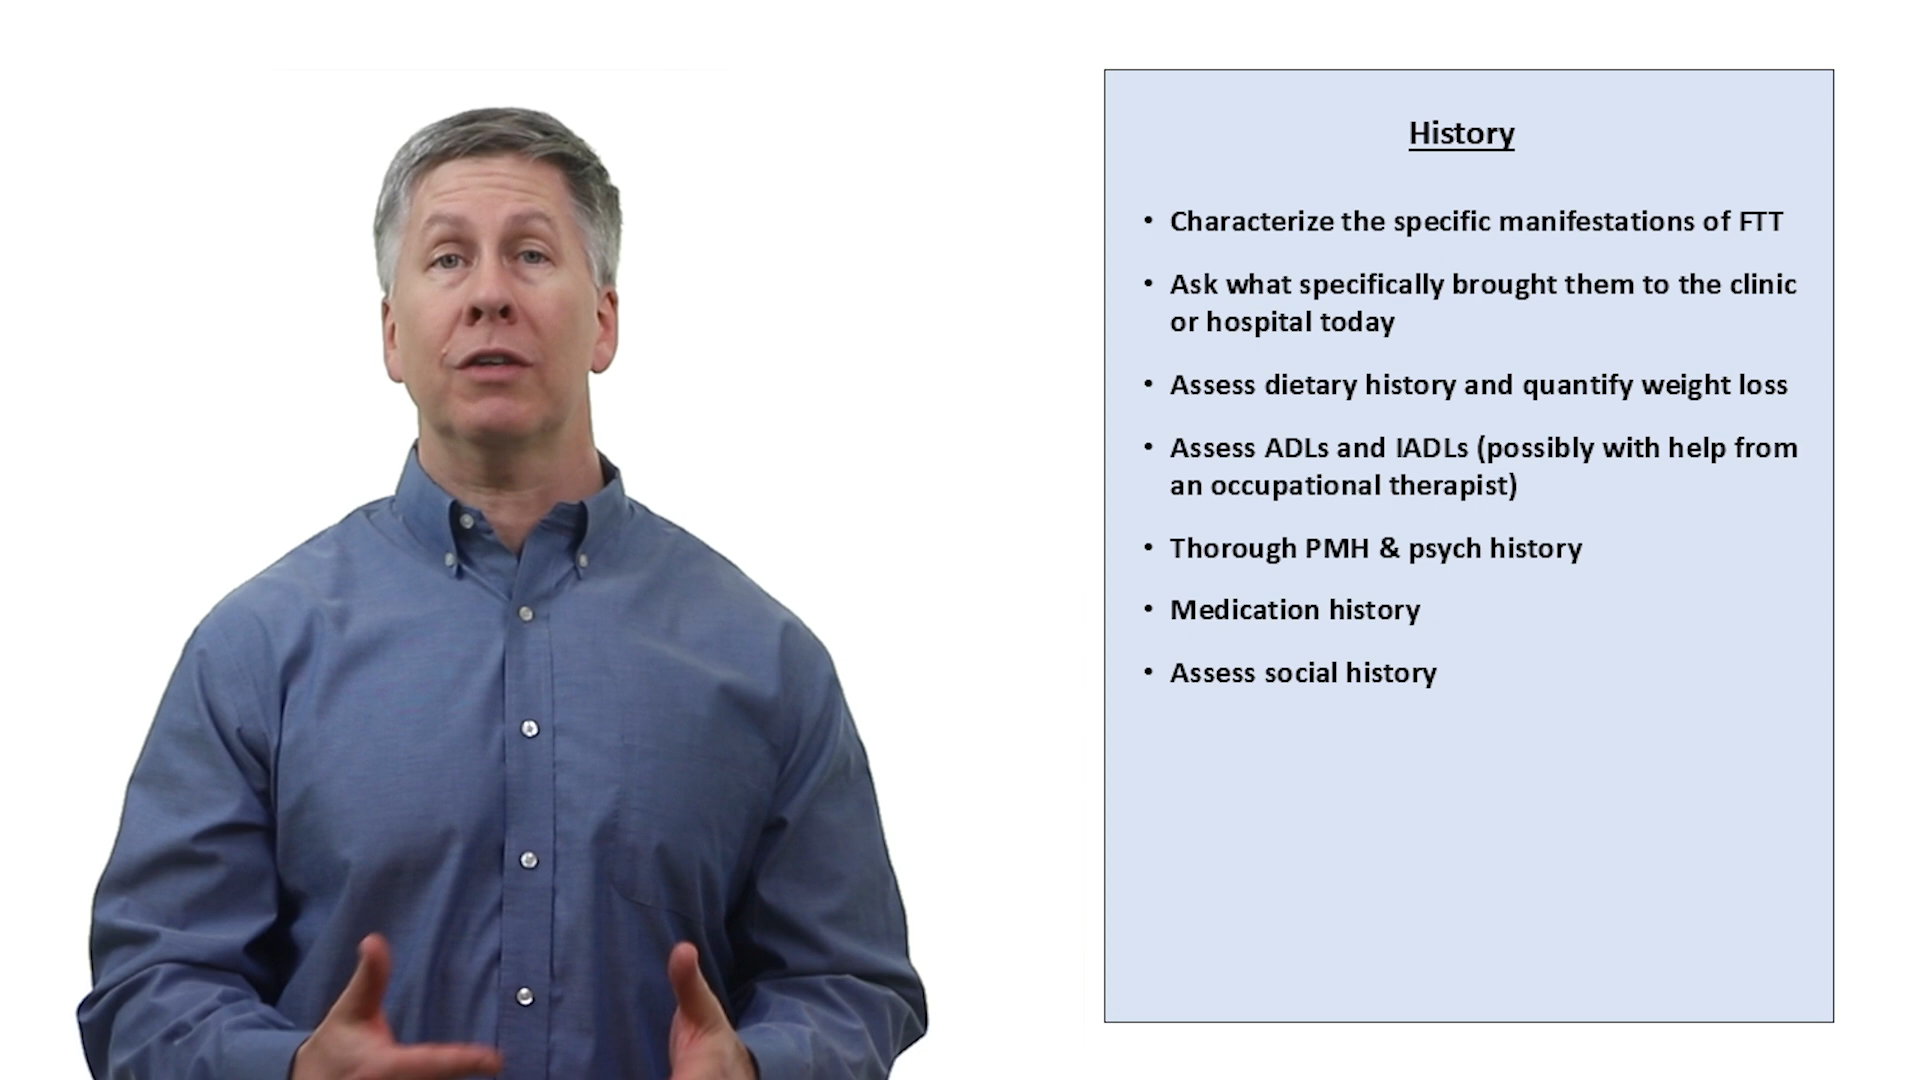 History
• Characterize the specific manifestations of FTT
• Ask what specifically brought them to the clinic
or hospital today
• Assess dietary history and quantify weight loss
• Assess ADLs and IADLs (possibly with help from
an occupational therapist)
• Thorough PMH & psych history
• Medication history
• Assess social history